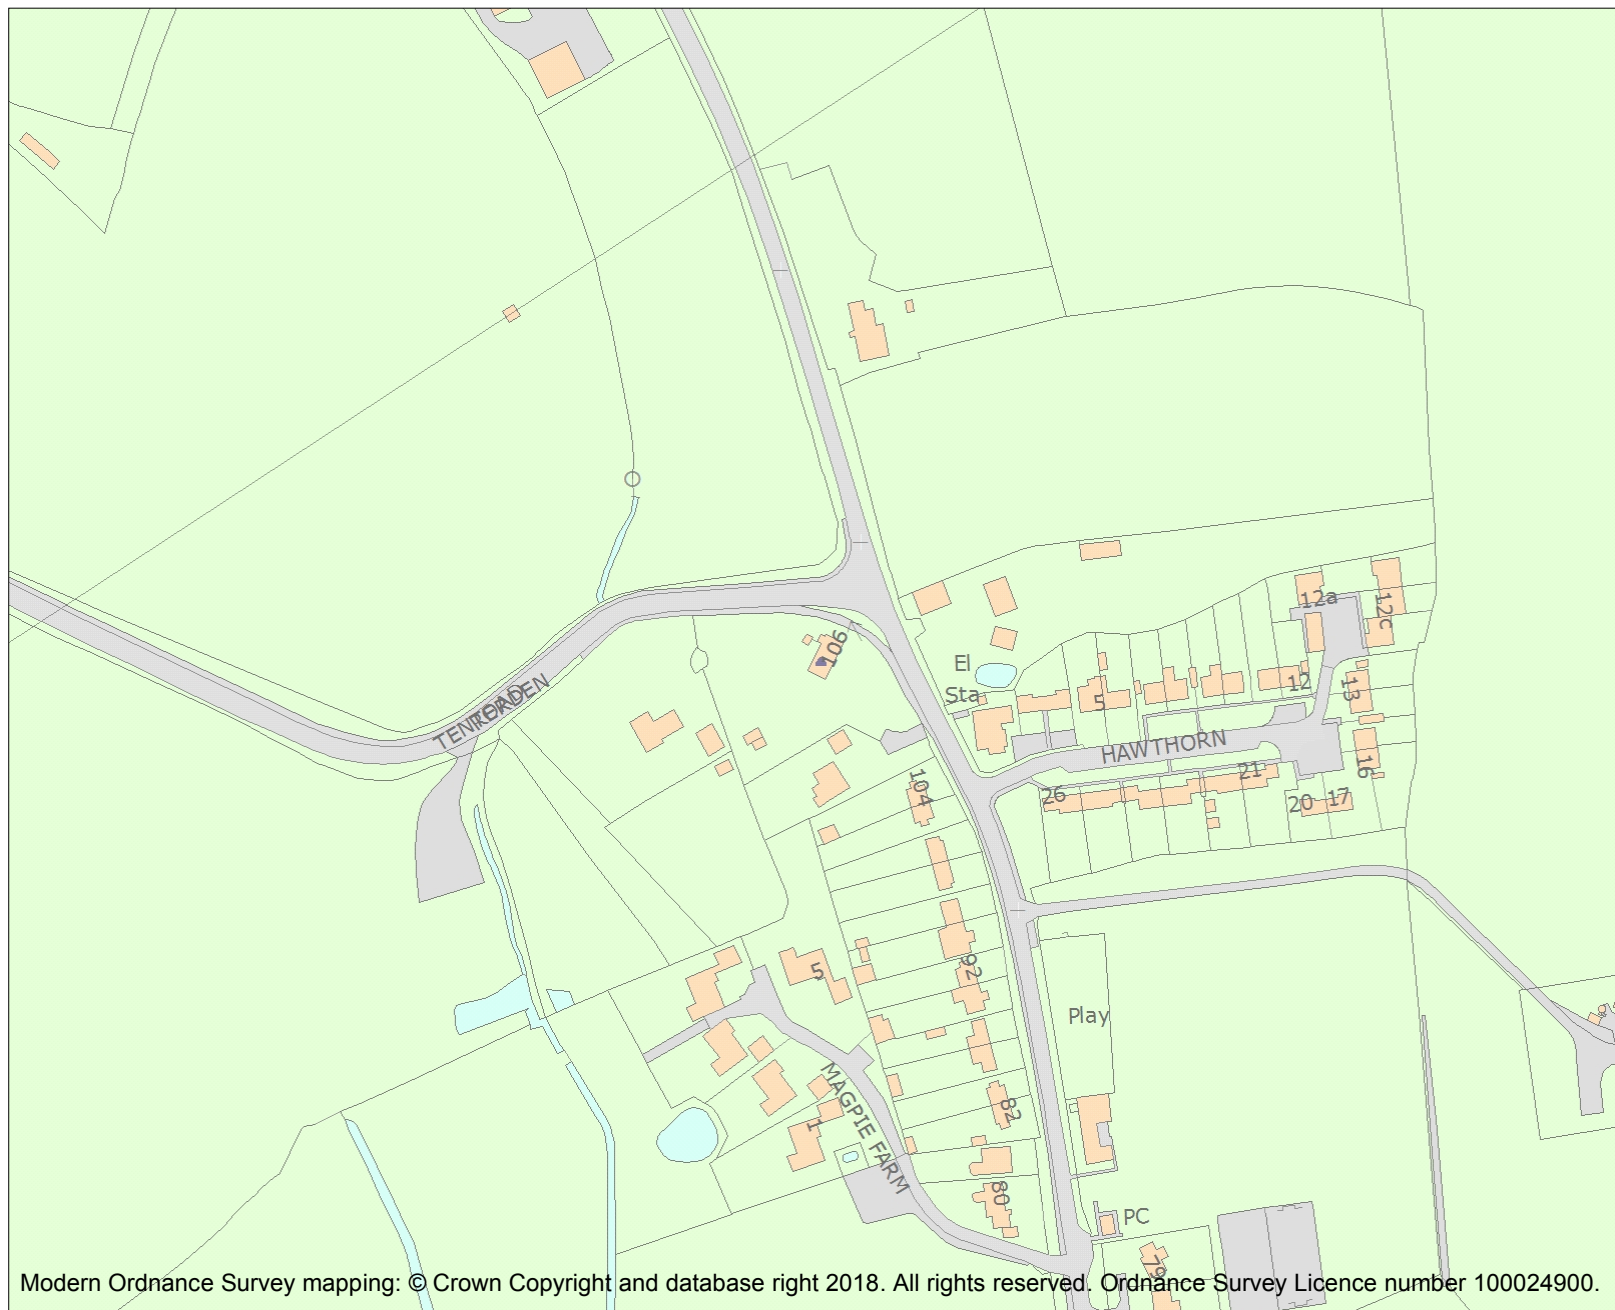 12a
12c
106
El
Sta
12
13
5
TENTERDEN
ROAD
HAWTHORN
16
21
104
26
20
17
92
5
Play
82
MAGPIE FARM
1
80
PC
79
Modern Ordnance Survey mapping: © Crown Copyright and database right 2018. All rights reserved. Ordnance Survey Licence number 100024900.